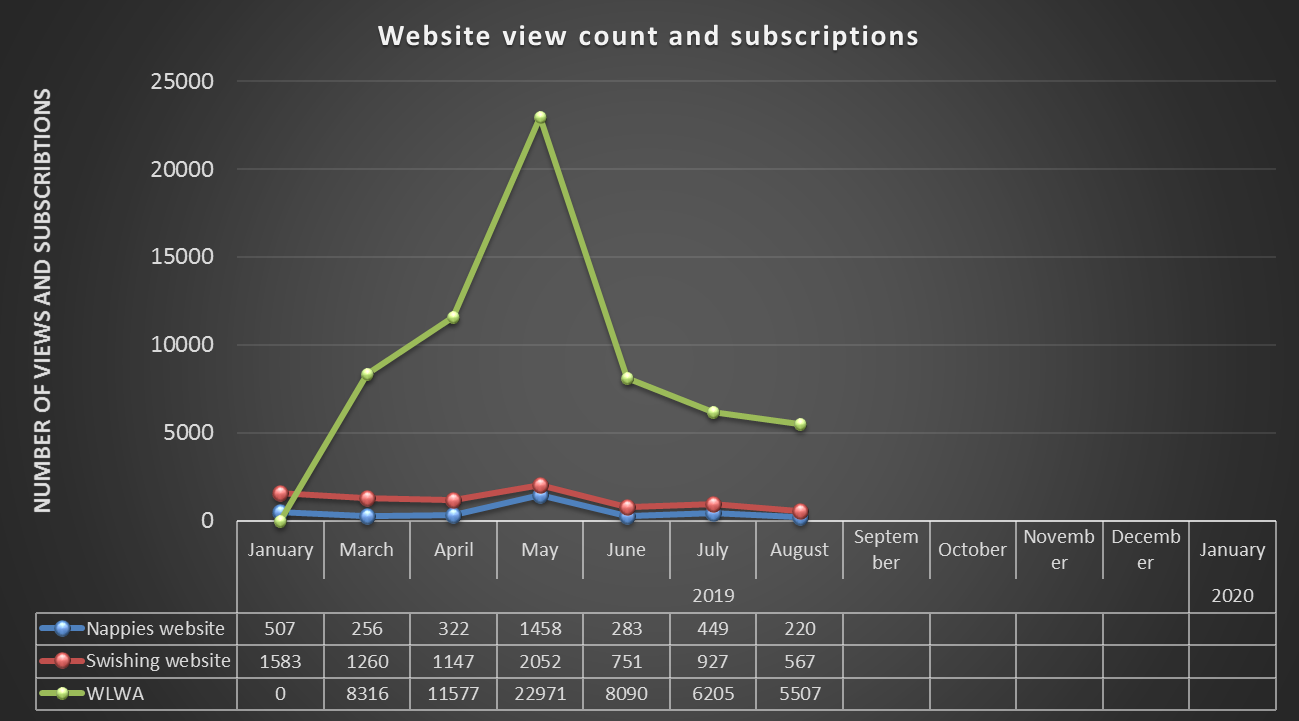 Website view count and subscriptions
NUMBER OF VIEWS AND SUBSCRIBTIONS
25000
20000
15000
10000
5000
0
January March April May June July August Septem October Novemb Decemb January
ber er er
2019 2020
Nappies website 507 256 322 1458 283 449 220
Swishing website 1583 1260 1147 2052 751 927 567
WLWA 0 8316 11577 22971 8090 6205 5507